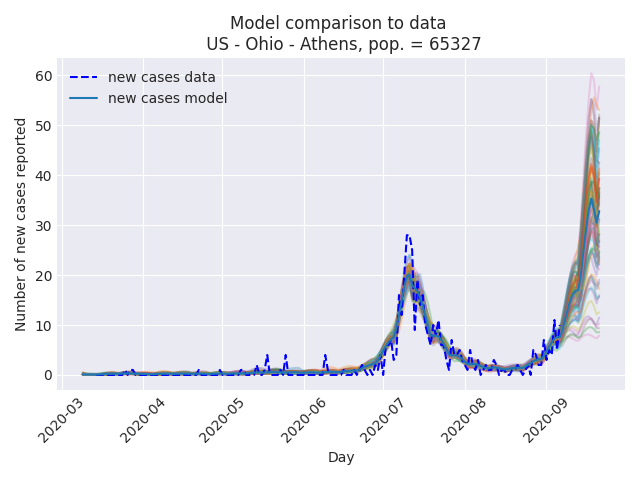 Model comparison to data
US - Ohio - Athens, pop. = 65327
new cases data
new cases model
Number of new cases reported
60
50
40
30
20
10
0
2020-03
2020-04
2020-05
2020-06
2020-07
2020-08
2020-09
Day